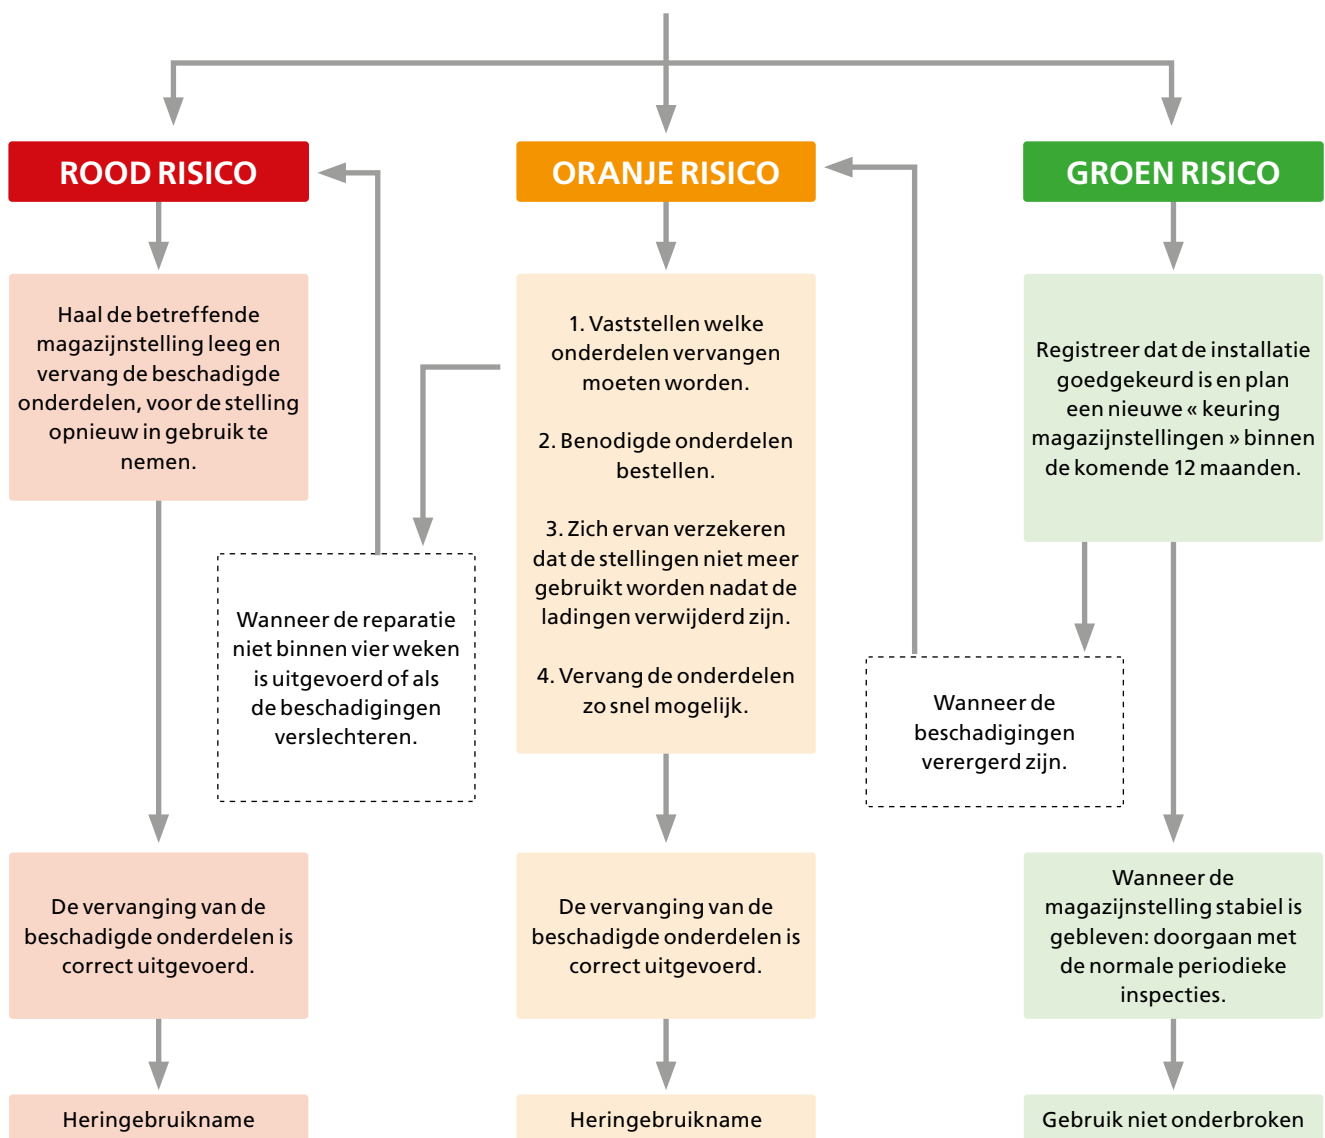 ROOD RISICO
Haal de betreffende
magazijnstelling leeg en
vervang de beschadigde
onderdelen, voor de stelling
opnieuw in gebruik te
nemen.
Wanneer de reparatie
niet binnen vier weken
is uitgevoerd of als
de beschadigingen
verslechteren.
De vervanging van de
beschadigde onderdelen is
correct uitgevoerd.
Heringebruikname
ORANJE RISICO
1. Vaststellen welke
onderdelen vervangen
moeten worden.
2. Benodigde onderdelen
bestellen.
3. Zich ervan verzekeren
dat de stellingen niet meer
gebruikt worden nadat de
ladingen verwijderd zijn.
4. Vervang de onderdelen
zo snel mogelijk.
De vervanging van de
beschadigde onderdelen is
correct uitgevoerd.
Heringebruikname
GROEN RISICO
Registreer dat de installatie
goedgekeurd is en plan
een nieuwe « keuring
magazijnstellingen » binnen
de komende 12 maanden.
Wanneer de
beschadigingen
verergerd zijn.
Wanneer de
magazijnstelling stabiel is
gebleven: doorgaan met
de normale periodieke
inspecties.
Gebruik niet onderbroken